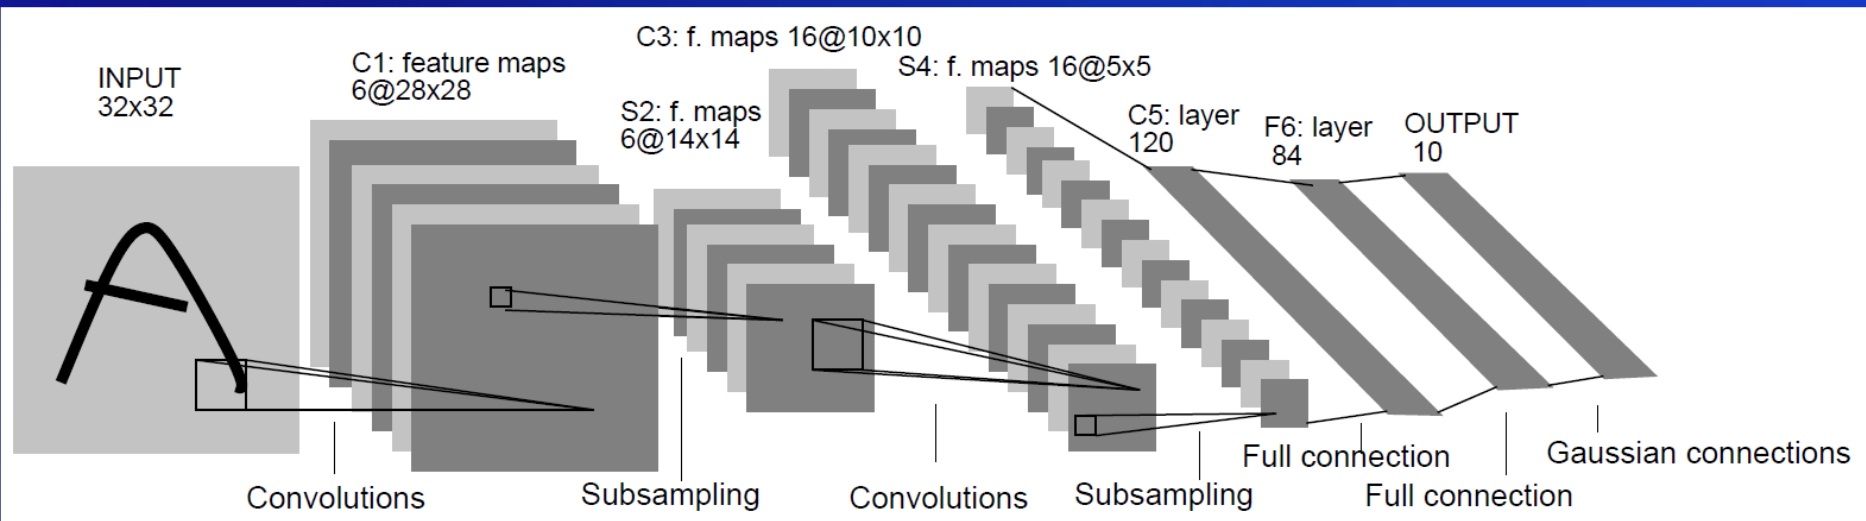 INPUT
32x32
C1: feature maps
6@28x28
S2: f. maps
6@14x14
C3: f. maps 16@10x10
S4: f. maps 16@5x5
C5: layer
120
F6: layer
84
OUTPUT
10
Convolutions
Subsampling
Convolutions
Subsampling
Full connection
Full connection
Gaussian connections
A